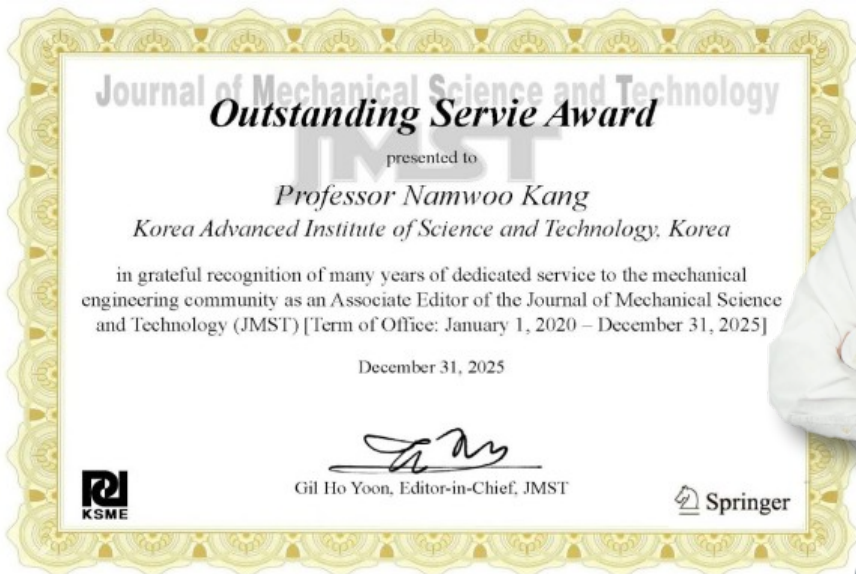 Journal of Mechanical Science and Technology
Outstanding Servie Award
JMST
presented to
Professor Namwoo Kang
Korea Advanced Institute of Science and Technology, Korea
in grateful recognition of many years of dedicated service to the mechanical
engineering community as an Associate Editor of the Journal of Mechanical Science
and Technology (JMST) [Term of Office: January 1, 2020 – December 31, 2025]
December 31, 2025
Gil Ho Yoon, Editor-in-Chief, JMST
KSME
Springer